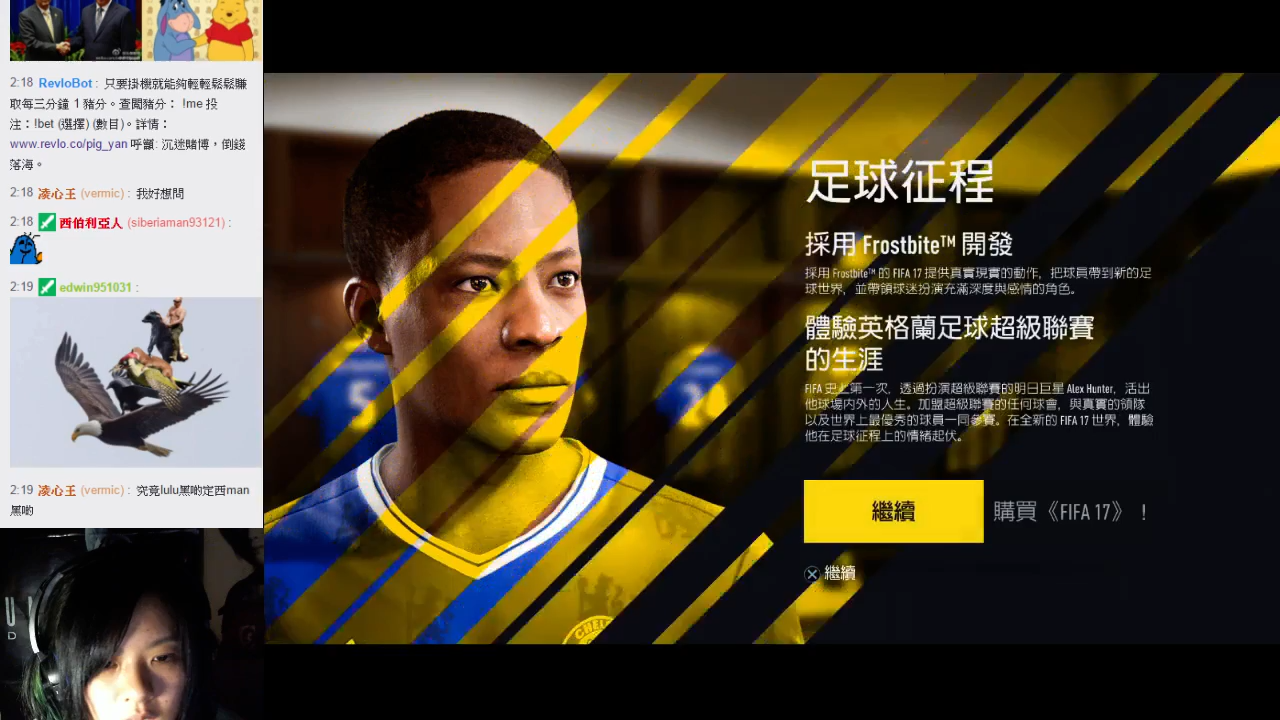 2:18 RevloBot : 只要掛機就能夠輕輕鬆鬆賺
取每三分鐘 1 豬分。查閱豬分： !me 投
注：!bet (選擇) (數目)。詳情：
www.revlo.co/pig_yan 呼籲: 沉迷賭博，倒錢
落海。
2:18 凌心王 (vermic) : 我好想問
2:18 西伯利亞人 (siberiaman93121) :
2:19 edwin951031 :
2:19 凌心王 (vermic) : 究竟lulu黑啲定西man
黑啲
足球征程
採用 Frostbite™ 開發
採用 Frostbite™ 的 FIFA 17 提供真實現實的動作，把球員帶到新的足
球世界，並帶領球迷扮演充滿深度與感情的角色。
體驗英格蘭足球超級聯賽
的生涯
FIFA 史上第一次，透過扮演超級聯賽的明日巨星 Alex Hunter，活出
他球場內外的人生。加盟超級聯賽的任何球會，與真實的領隊
以及世界上最優秀的球員一同參賽。在全新的 FIFA 17 世界，體驗
他在足球征程上的情緒起伏。
繼續 購買《FIFA 17》！
繼續
5
2
CHEL